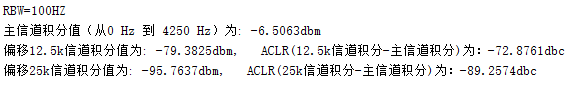 RBW=100HZ
主信道积分值（从0 Hz 到 4250 Hz）为: -6.5063dbm
偏移12.5k信道积分值为: -79.3825dbm,   ACLR(12.5k信道积分-主信道积分)为: -72.8761dbc
偏移25k信道积分值为: -95.7637dbm,   ACLR(25k信道积分-主信道积分)为: -89.2574dbc